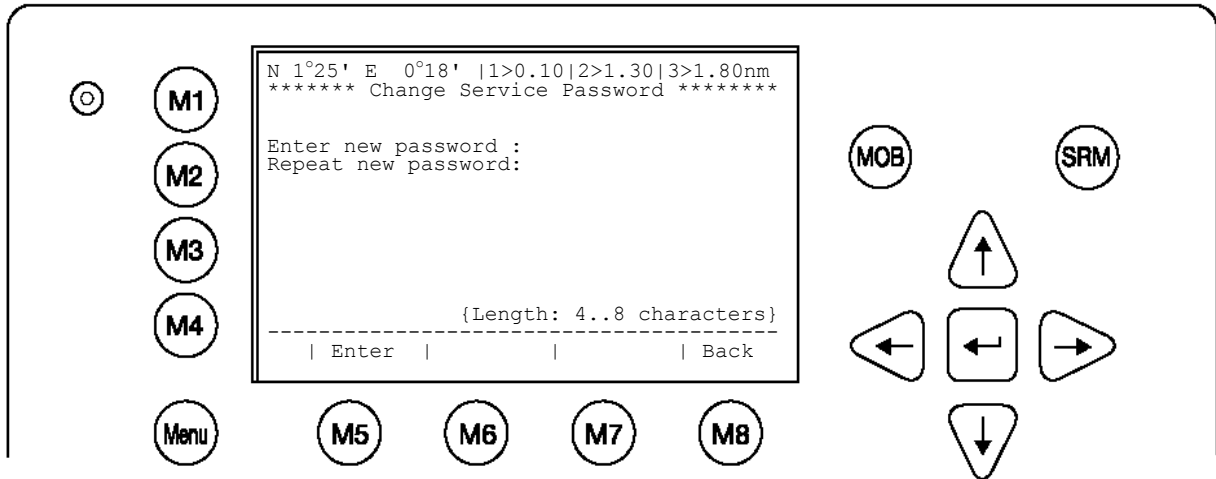 N 1°25' E 0°18' |1>0.10|2>1.30|3>1.80nm
******* Change Service Password ********
Enter new password :
Repeat new password:
{Length: 4..8 characters}
----------------------------------------
| Enter | | | Back
M1
M2
M3
M4
Menu
M5
M6
M7
M8
MOB
SRM